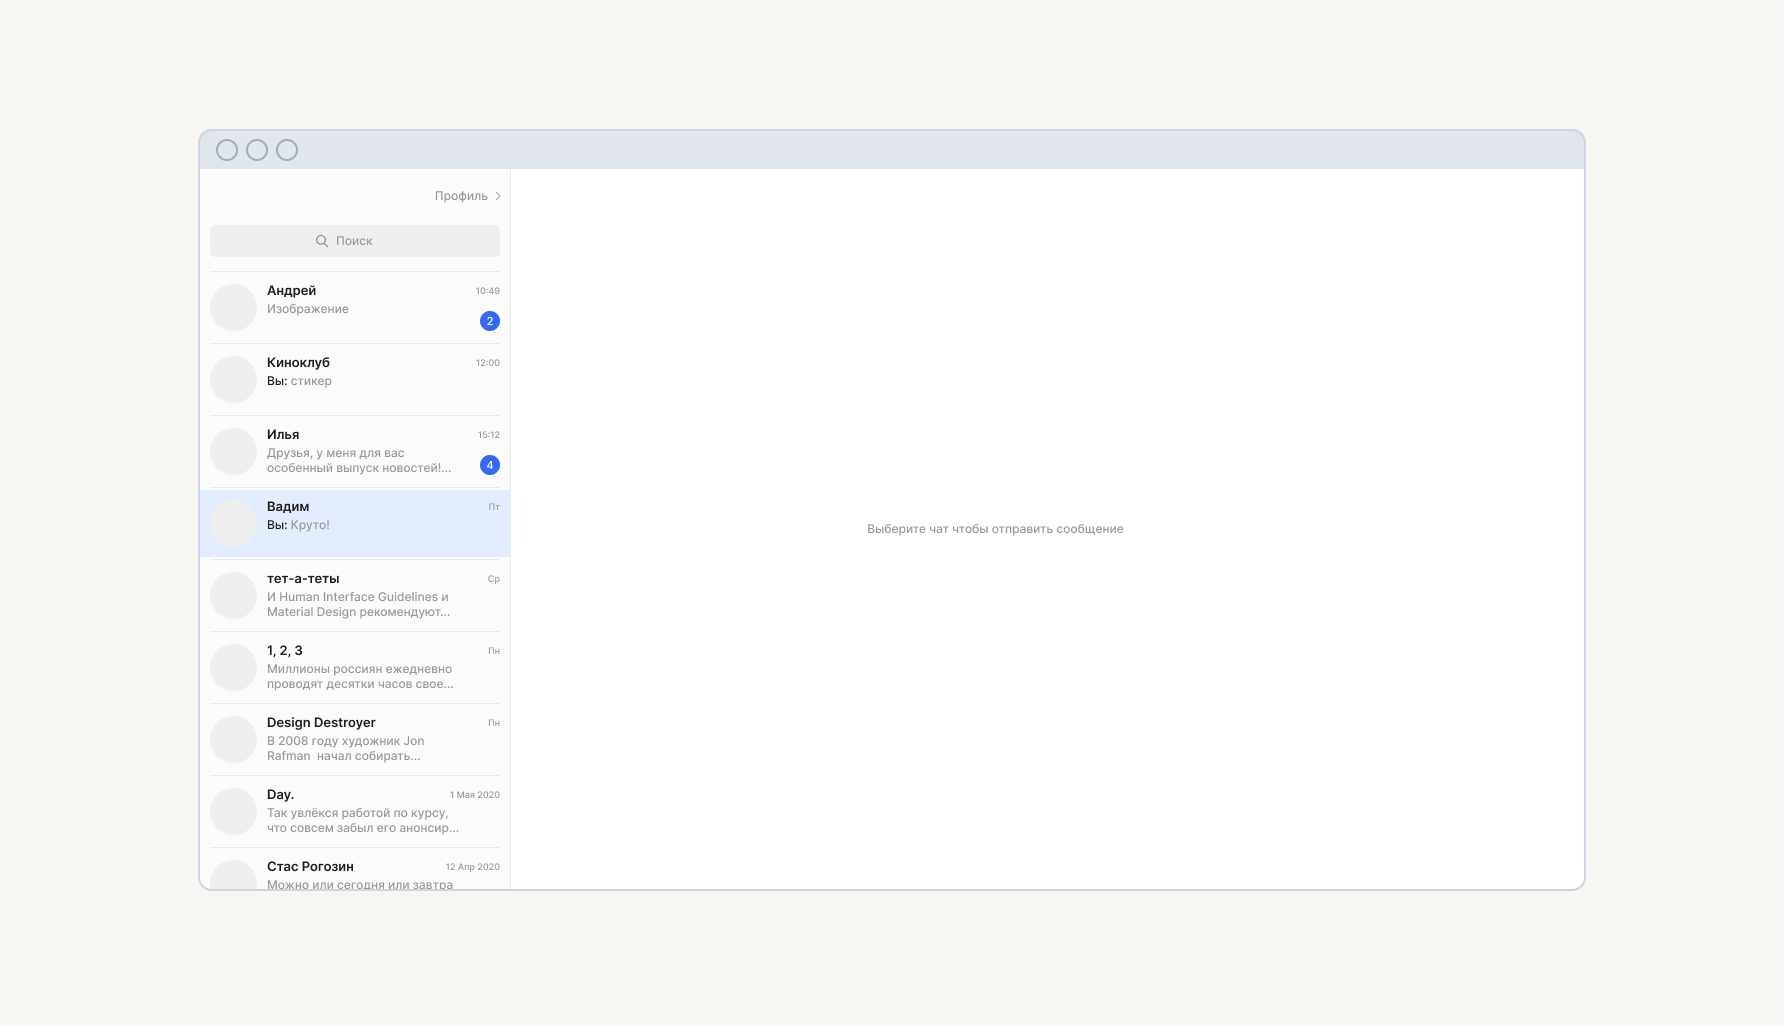 Профиль
Поиск
Андрей 10:49
Изображение
2
Киноклуб 12:00
Вы: стикер
Илья 15:12
Друзья, у меня для вас
особенный выпуск новостей!...
4
Вадим Пт
Вы: Круто!
тет-а-теты Ср
И Human Interface Guidelines и
Material Design рекомендуют...
1, 2, 3 Пн
Миллионы россиян ежедневно
проводят десятки часов свое...
Design Destroyer Пн
В 2008 году художник Jon
Rafman начал собирать...
Day. 1 Мая 2020
Так увлёкся работой по курсу,
что совсем забыл его анонсир...
Стас Рогозин 12 Апр 2020
Можно или сегодня или завтра
Выберите чат чтобы отправить сообщение